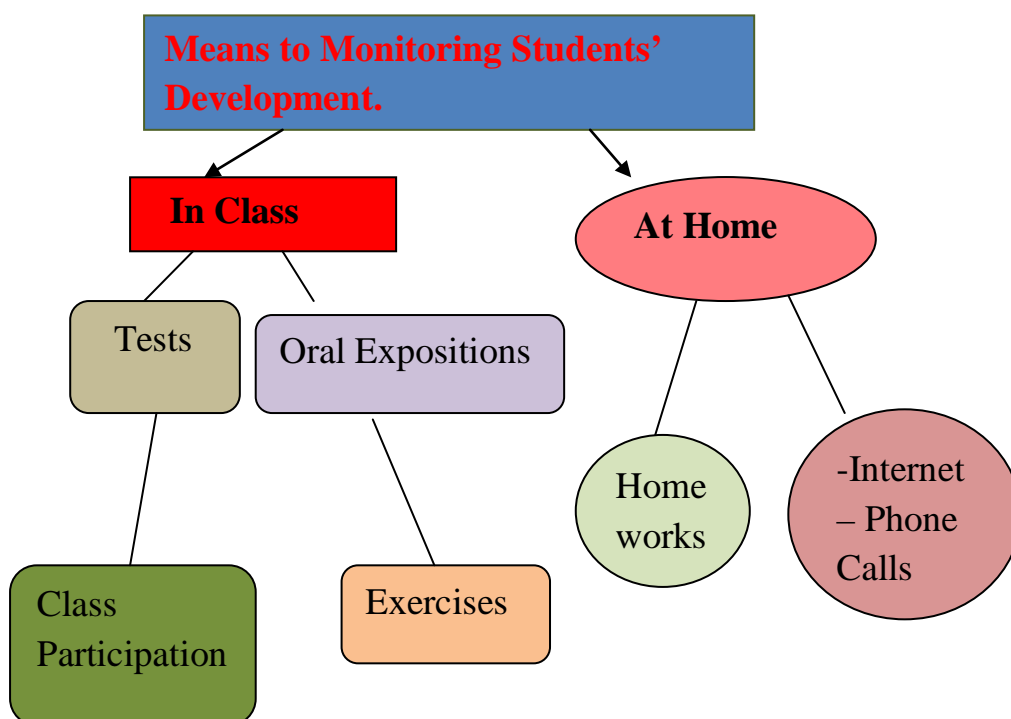 Means to Monitoring Students’
Development.
In Class
At Home
Tests
Oral Expositions
Home
works
-Internet
– Phone
Calls
Class
Participation
Exercises